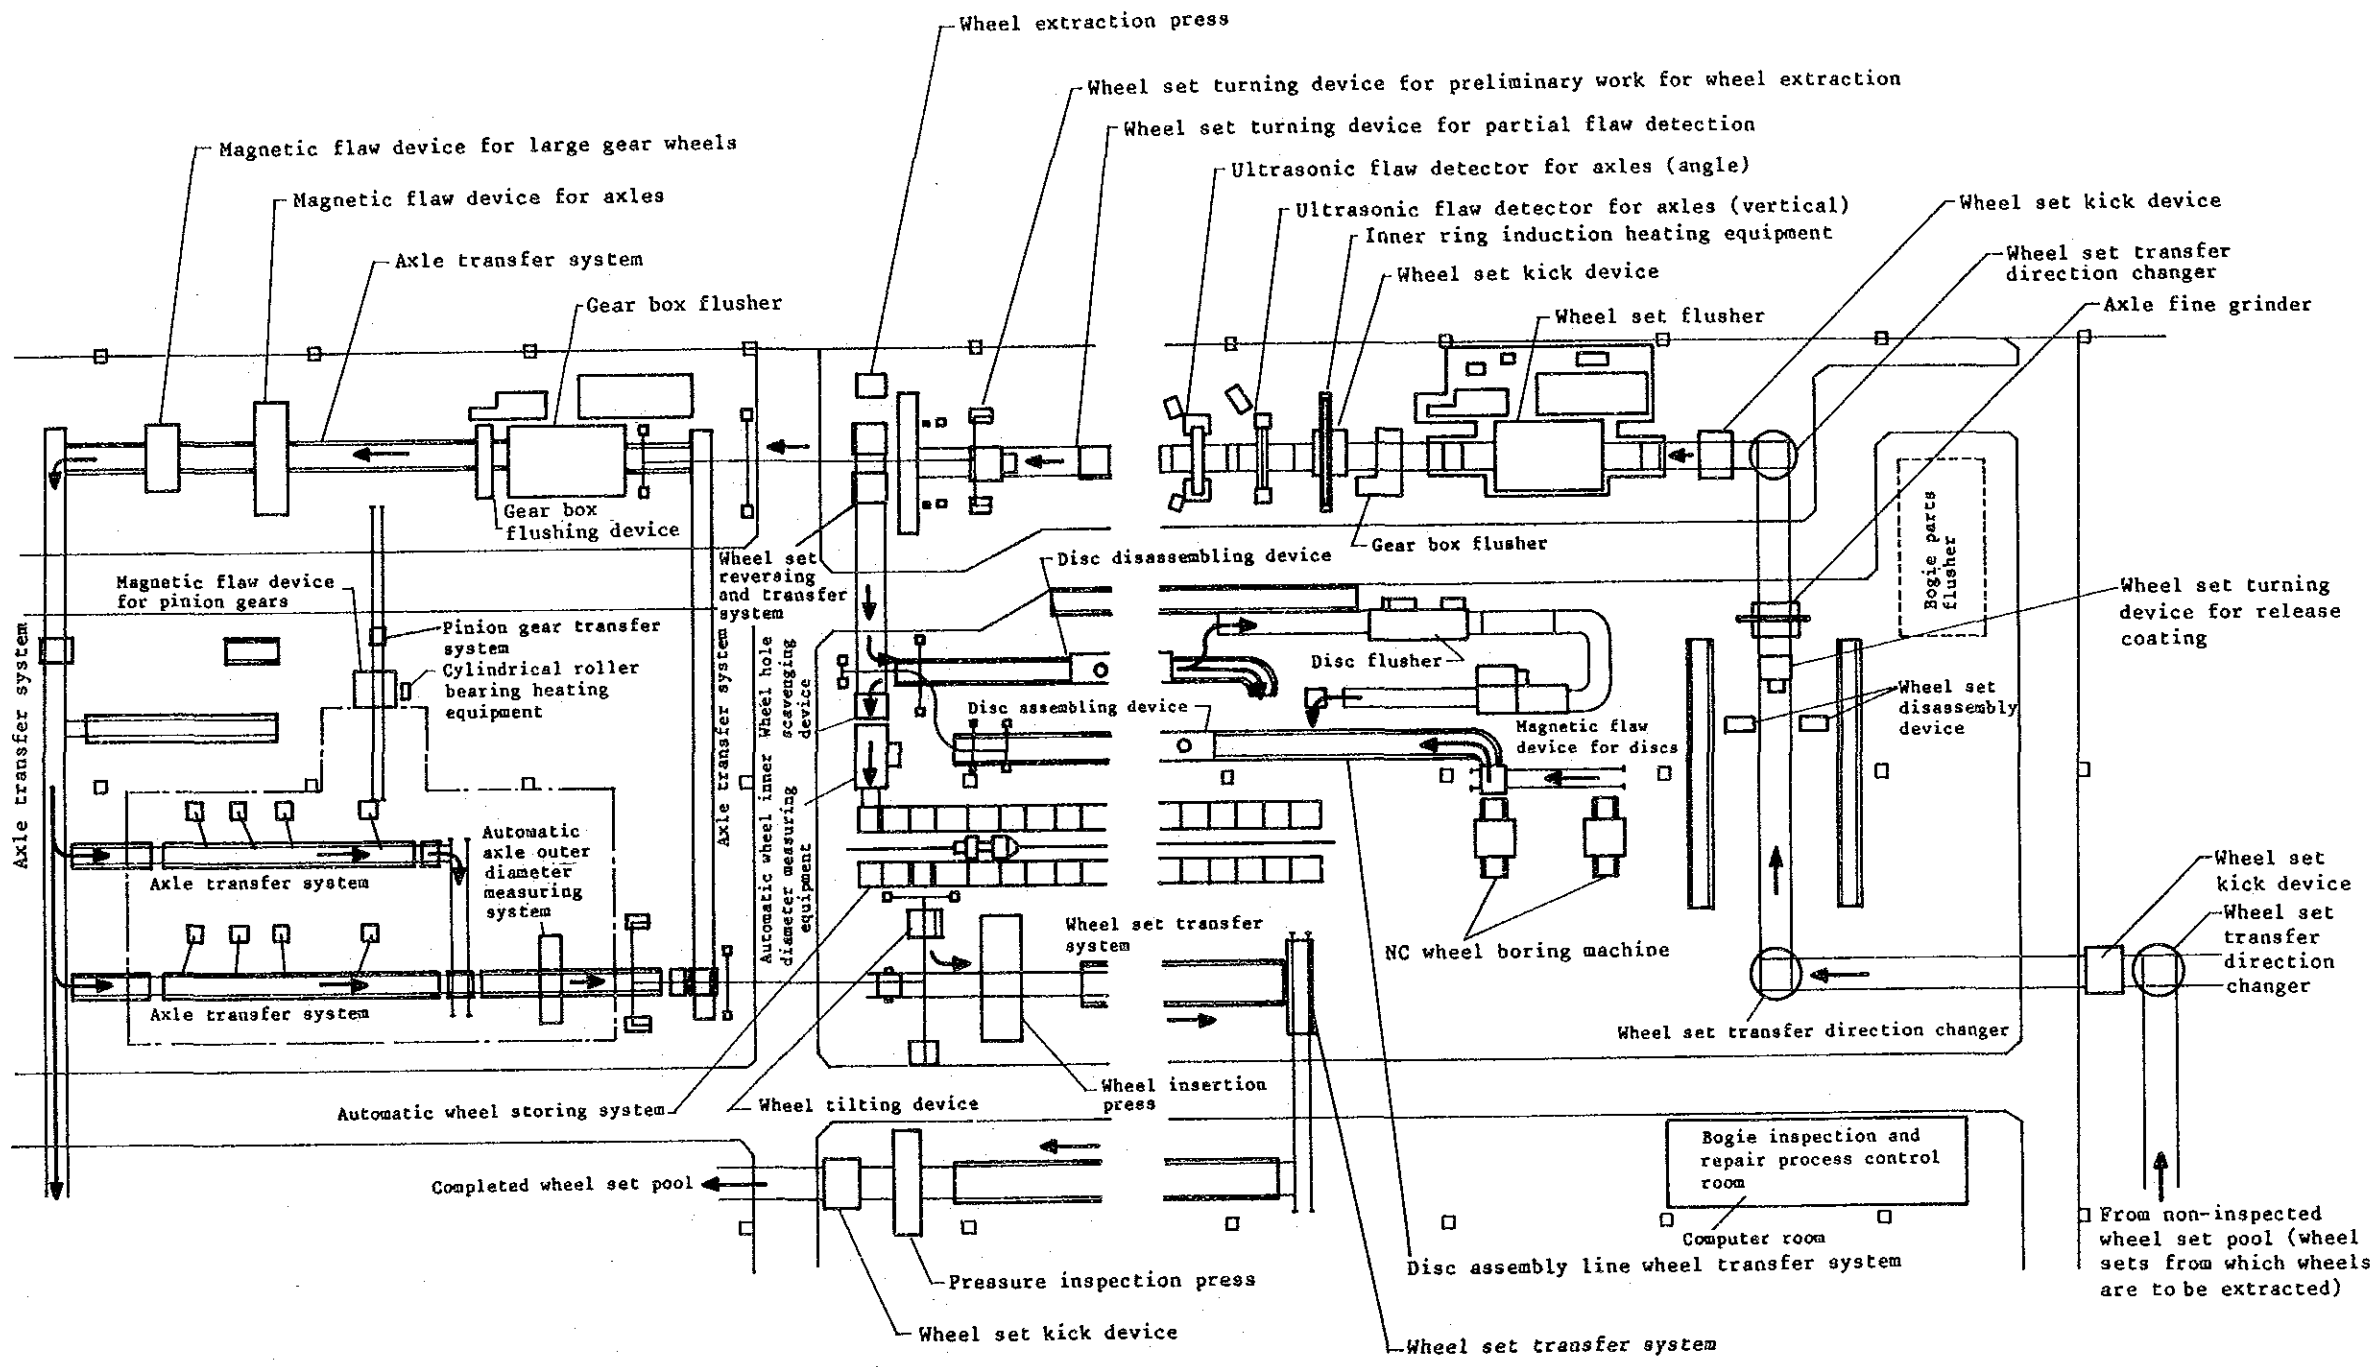 Wheel extraction press
Wheel set turning device for preliminary work for wheel extraction
Wheel set turning device for partial flaw detection
Magnetic flaw device for large gear wheels
Ultrasonic flaw detector for axles (angle)
Magnetic flaw device for axles
Ultrasonic flaw detector for axles (vertical)
Wheel set kick device
Inner ring induction heating equipment
Axle transfer system
Wheel set kick device
Wheel set transfer
direction changer
Gear box flusher
Wheel set flusher
Axle fine grinder
Gear box
flushing device
Gear box flusher
Bogie parts
flusher
Wheel set
reversing
and transfer
system
Disc disassembling device
Magnetic flaw device
for pinion gears
Wheel set turning
device for release
coating
Pinion gear transfer
system
Cylindrical roller
bearing heating
equipment
Disc flusher
Axle transfer system
Axle transfer system
Wheel hole
scavenging
device
Disc assembling device
Magnetic flaw
device for discs
Wheel set
disassembly
device
Automatic wheel inner
diameter measuring
equipment
Automatic
axle outer
diameter
measuring
system
Axle transfer system
Axle transfer system
Wheel set transfer
system
NC wheel boring machine
Wheel set
kick device
Wheel set
transfer
direction
changer
Wheel set transfer direction changer
Automatic wheel storing system
Wheel tilting device
Wheel insertion
press
Bogie inspection and
repair process control
room
Completed wheel set pool
Computer room
From non-inspected
wheel set pool (wheel
sets from which wheels
are to be extracted)
Disc assembly line wheel transfer system
Pressure inspection press
Wheel set kick device
Wheel set transfer system